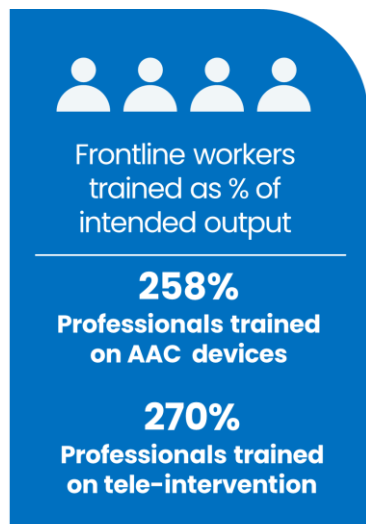 Frontline workers
trained as % of
intended output
258%
Professionals trained
on AAC devices
270%
Professionals trained
on tele-intervention